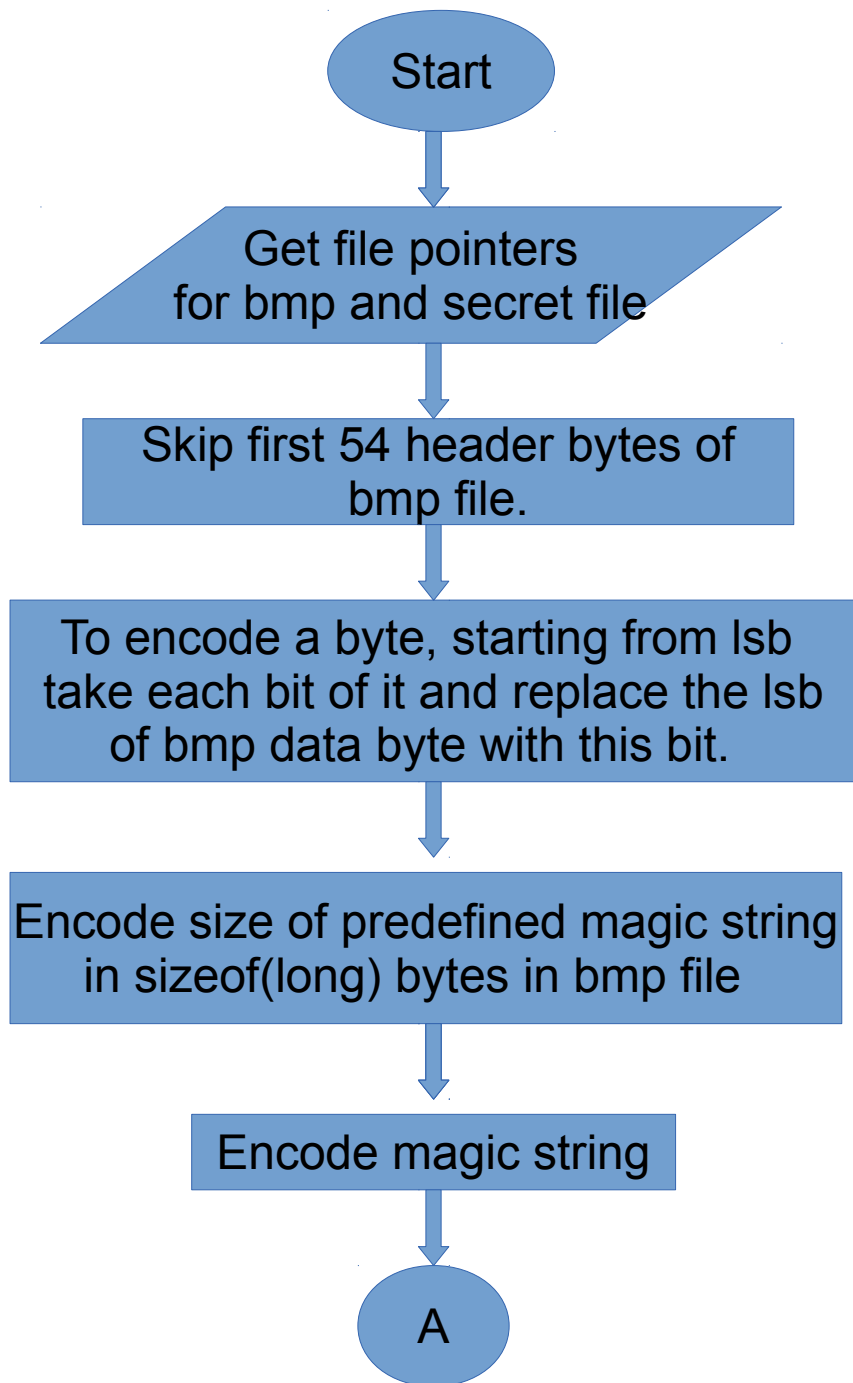 Start
Get file pointers
for bmp and secret file
Skip first 54 header bytes of
bmp file.
To encode a byte, starting from lsb
take each bit of it and replace the lsb
of bmp data byte with this bit.
Encode size of predefined magic string
in sizeof(long) bytes in bmp file
Encode magic string
A